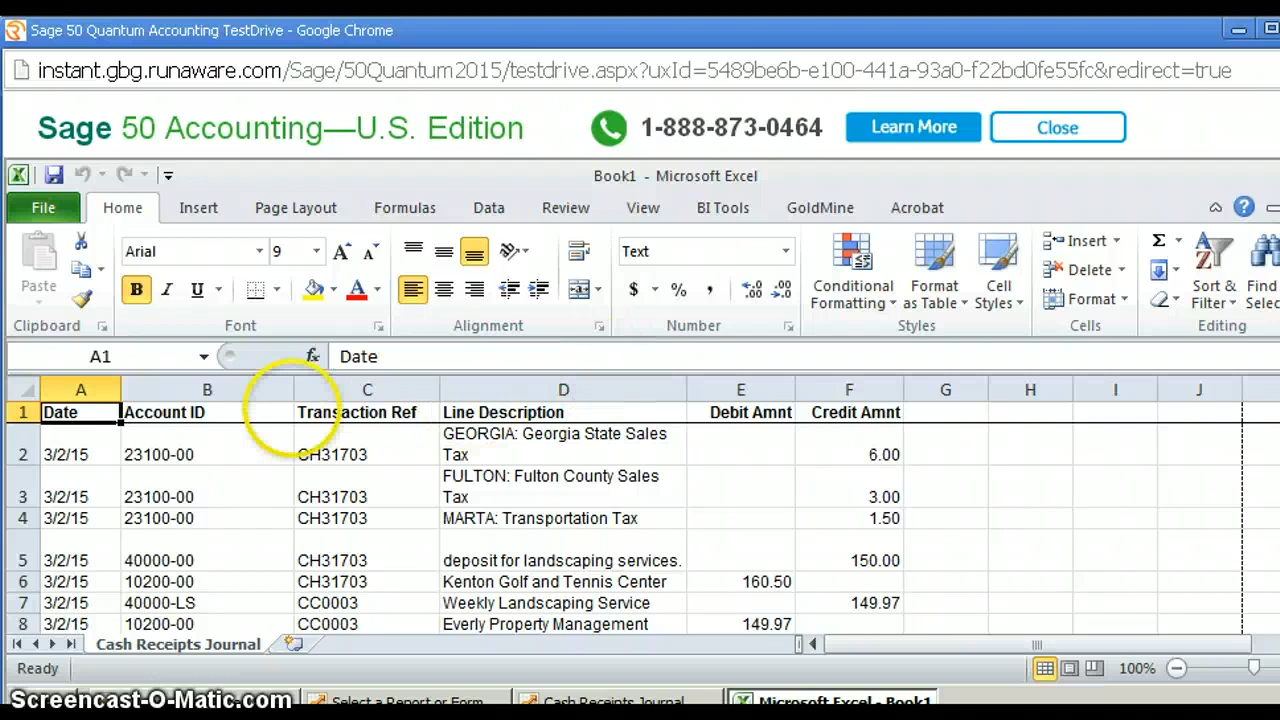 Sage 50 Quantum Accounting TestDrive - Google Chrome
instant.gbg.runaware.com/Sage/50Quantum2015/testdrive.aspx?uxId=5489be6b-e100-441a-93a0-f22bd0fe55fc&redirect=true
Sage 50 Accounting—U.S. Edition 1-888-873-0464 Learn More Close
Book1 - Microsoft Excel
File Home Insert Page Layout Formulas Data Review View BI Tools GoldMine Acrobat
Paste Arial 9 Text Conditional Formatting Format as Table Cell Styles Insert Delete Format Sort & Filter Find
B I U $ % , Σ
Clipboard Font Alignment Number Styles Cells Editing
A1 fx Date
A B C D E F G H I J
1 Date Account ID Transaction Ref Line Description Debit Amnt Credit Amnt
GEORGIA: Georgia State Sales
2 3/2/15 23100-00 CH31703 Tax 6.00
FULTON: Fulton County Sales
3 3/2/15 23100-00 CH31703 Tax 3.00
4 3/2/15 23100-00 CH31703 MARTA: Transportation Tax 1.50
5 3/2/15 40000-00 CH31703 deposit for landscaping services. 150.00
6 3/2/15 10200-00 CH31703 Kenton Golf and Tennis Center 160.50
7 3/2/15 40000-LS CC0003 Weekly Landscaping Service 149.97
8 3/2/15 10200-00 CC0003 Everly Property Management 149.97
Cash Receipts Journal
Ready 100%
Screencast-O-Matic.com Select a Report or Form Cash Receipts Journal Microsoft Excel - Book1